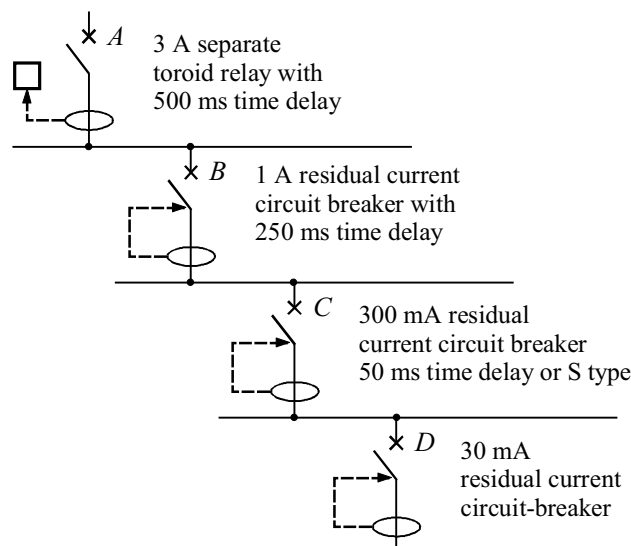 A
3 A separate
toroid relay with
500 ms time delay
B
1 A residual current
circuit breaker with
250 ms time delay
C
300 mA residual
current circuit breaker
50 ms time delay or S type
D
30 mA
residual current
circuit-breaker